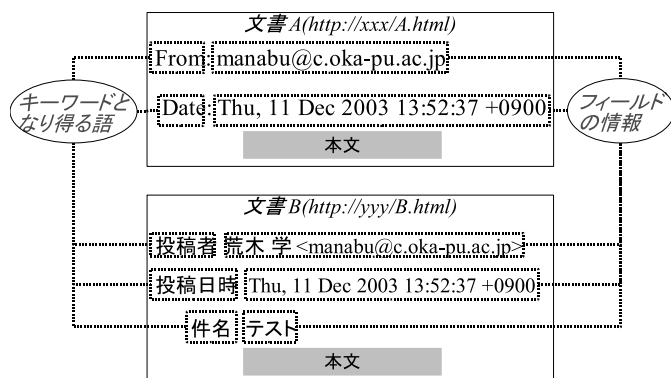 文書 A(http://xxx/A.html)
From: manabu@c.oka-pu.ac.jp
キーワードと
なり得る語
Date: Thu, 11 Dec 2003 13:52:37 +0900
フィールド
の情報
本文
文書 B(http://yyy/B.html)
投稿者 荒木 学 <manabu@c.oka-pu.ac.jp>
投稿日時 Thu, 11 Dec 2003 13:52:37 +0900
件名 テスト
本文